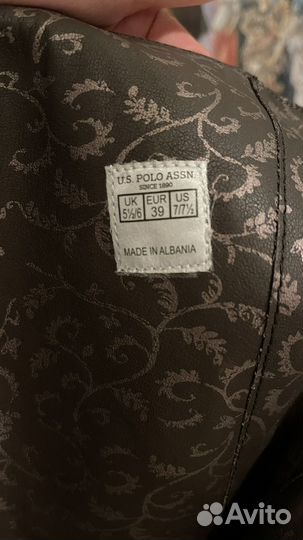 U.S. POLO ASSN.
SINCE 1890
UK EUR US
5½/6 39 7/7½
MADE IN ALBANIA
Avito